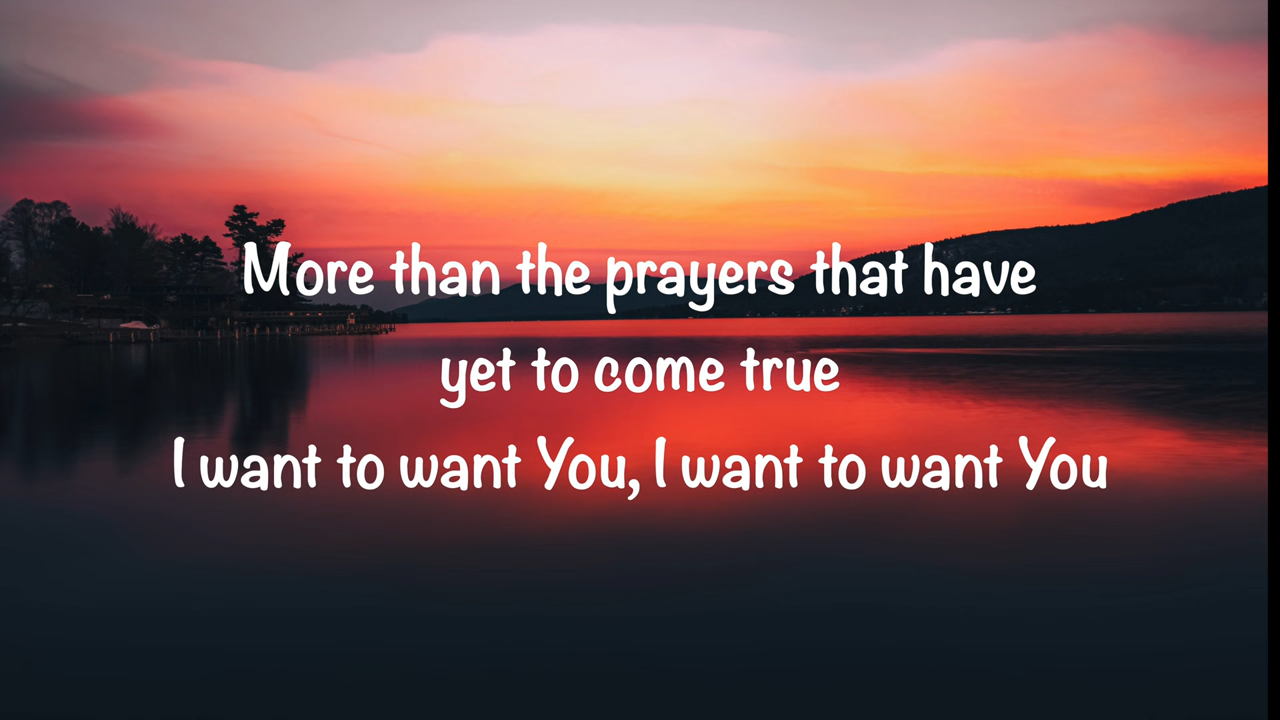 More than the prayers that have
yet to come true
I want to want You, I want to want You